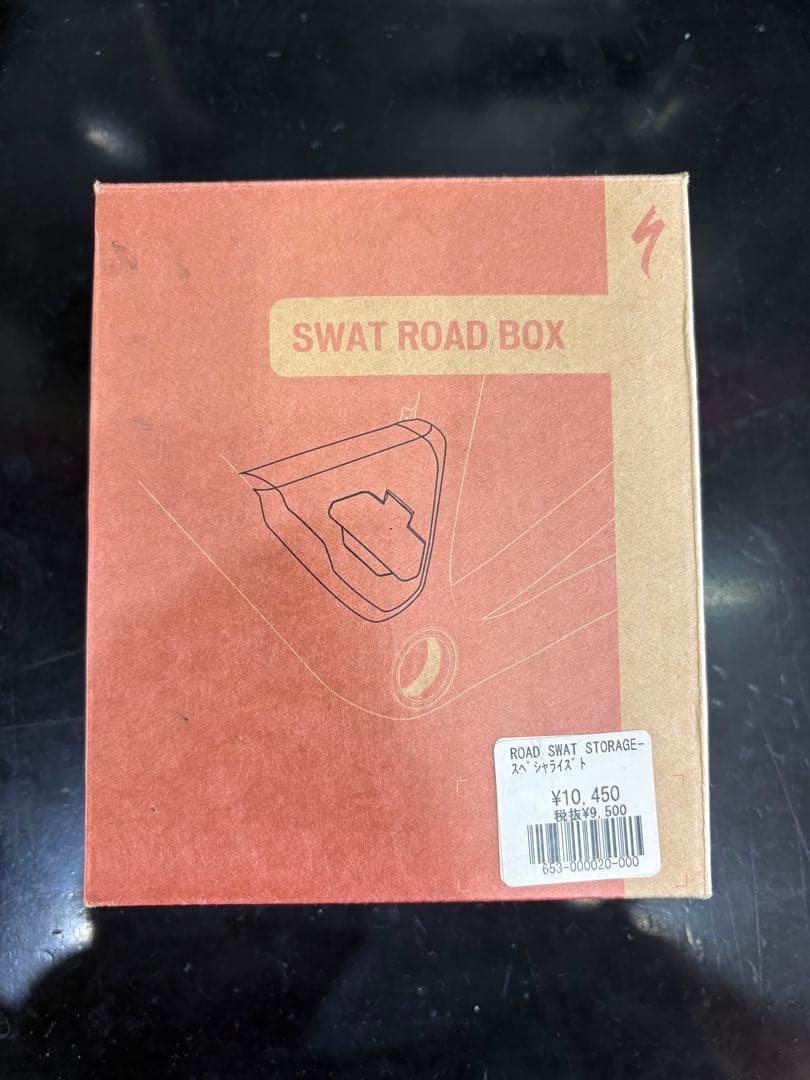 SWAT ROAD BOX
ROAD SWAT STORAGE-
ｽﾍﾟｼｬﾗｲｽﾞﾄ
¥10,450
税抜¥9,500
653-000020-000